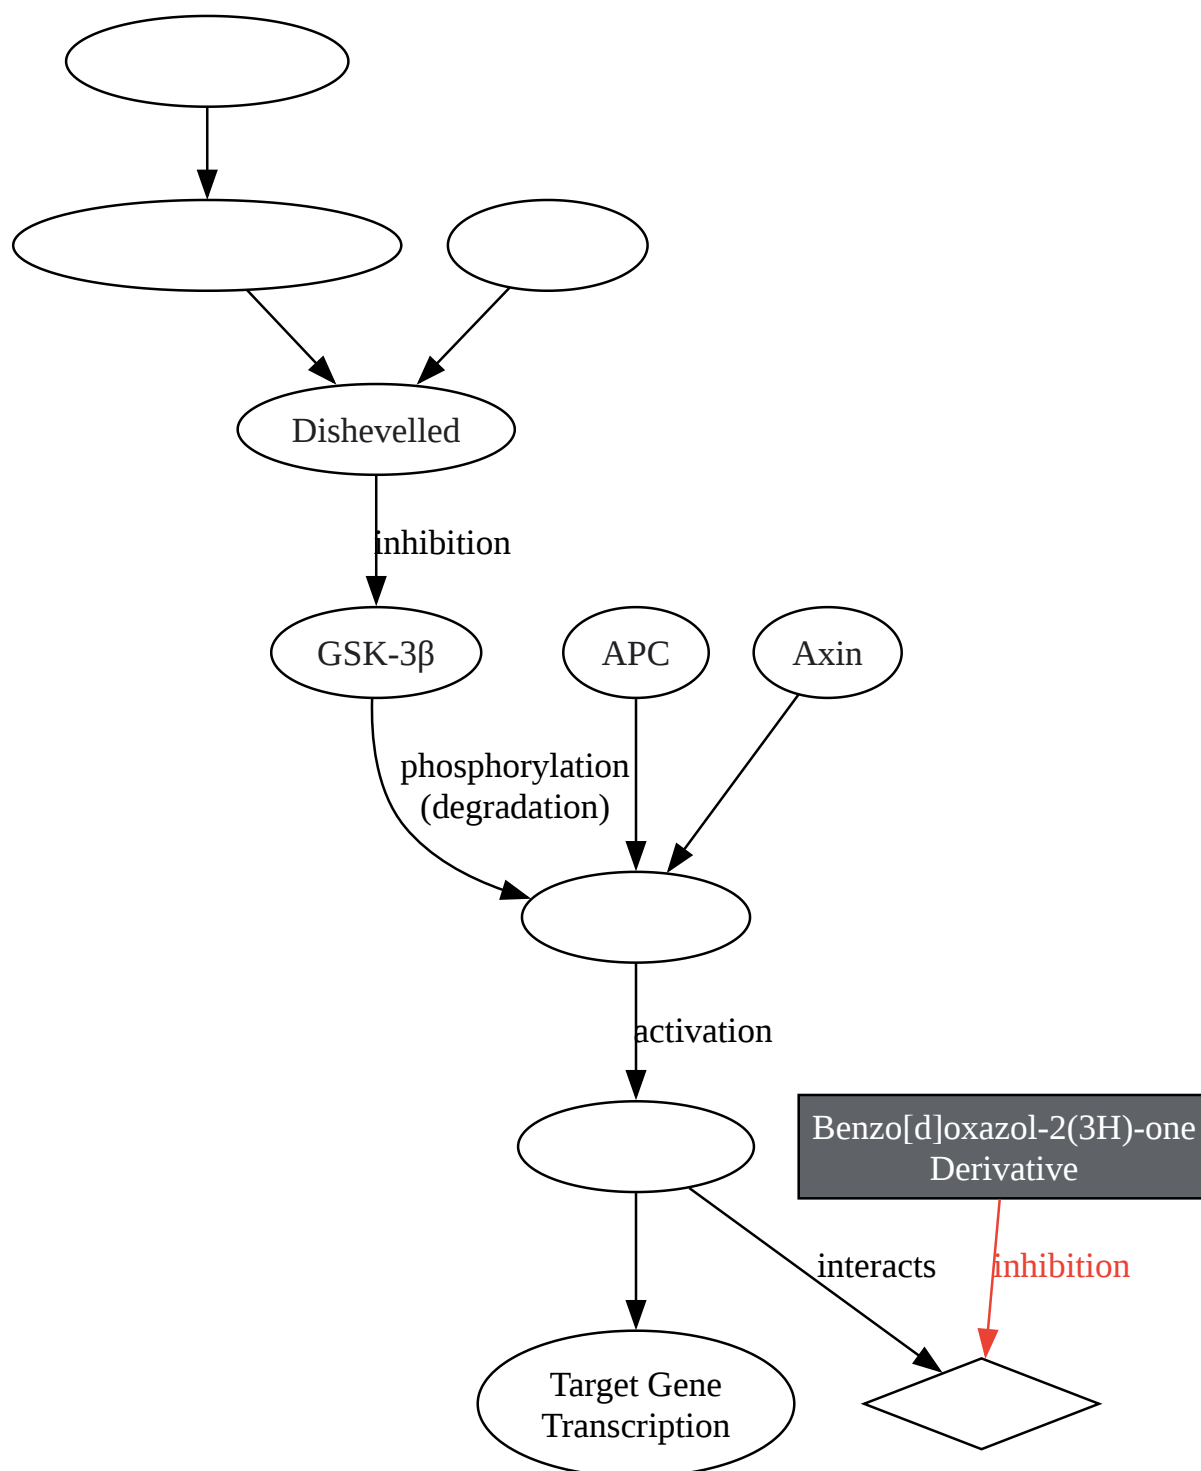 Dishevelled
inhibition
GSK-3β
APC
Axin
phosphorylation
(degradation)
activation
Benzo[d]oxazol-2(3H)-one
Derivative
interacts
inhibition
Target Gene
Transcription